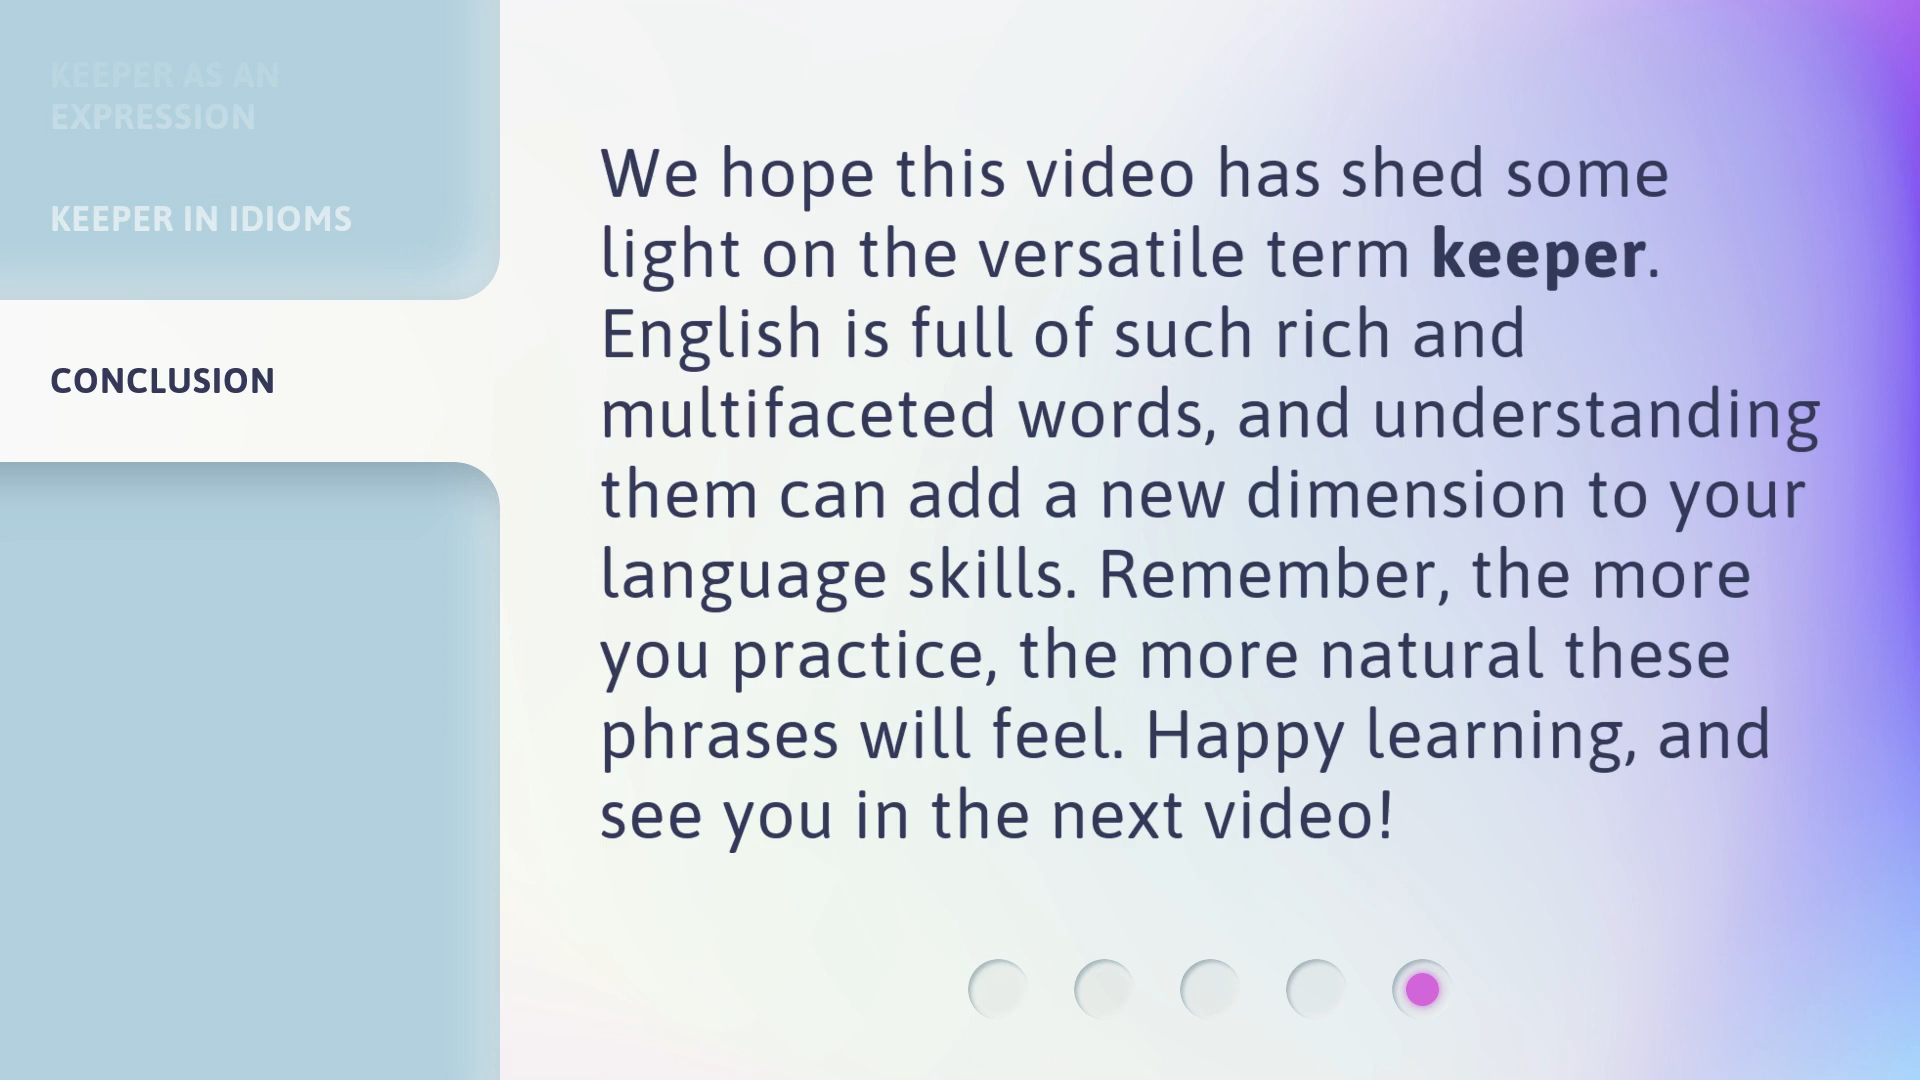 KEEPER AS AN
EXPRESSION
KEEPER IN IDIOMS
CONCLUSION
We hope this video has shed some
light on the versatile term keeper.
English is full of such rich and
multifaceted words, and understanding
them can add a new dimension to your
language skills. Remember, the more
you practice, the more natural these
phrases will feel. Happy learning, and
see you in the next video!